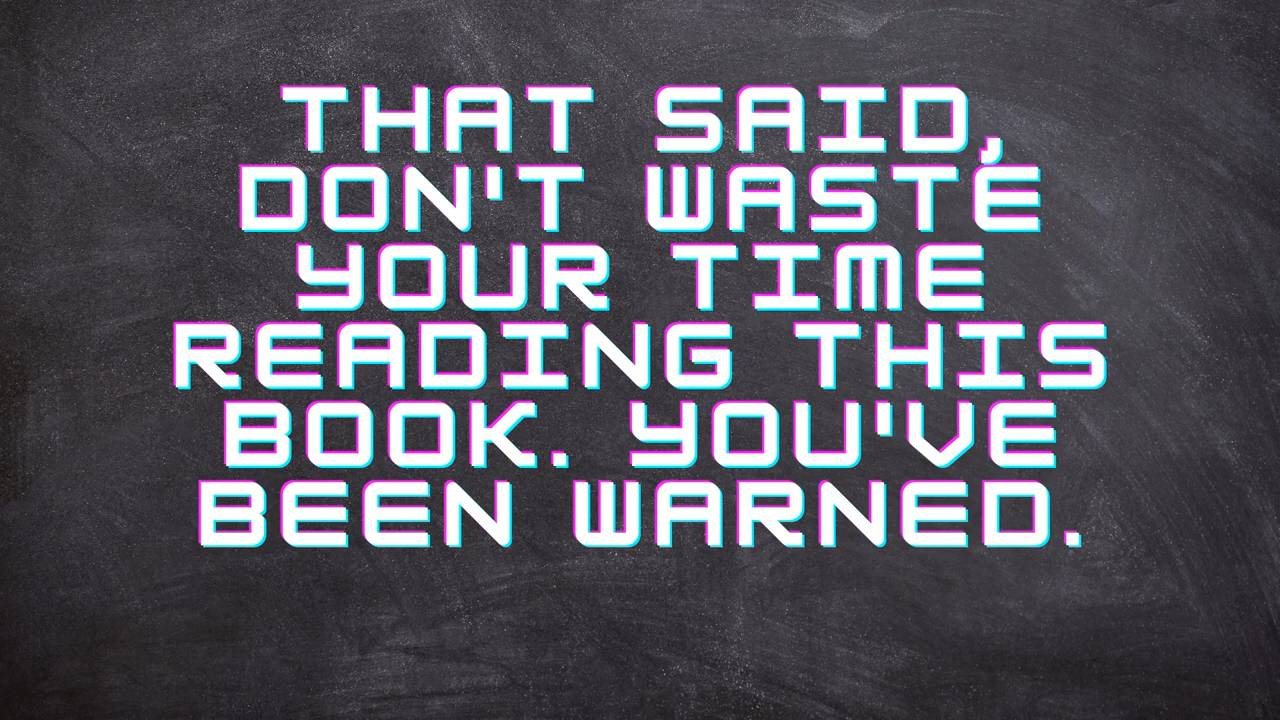 THAT SAID,
DON'T WASTE
YOUR TIME
READING THIS
BOOK. YOU'VE
BEEN WARNED.